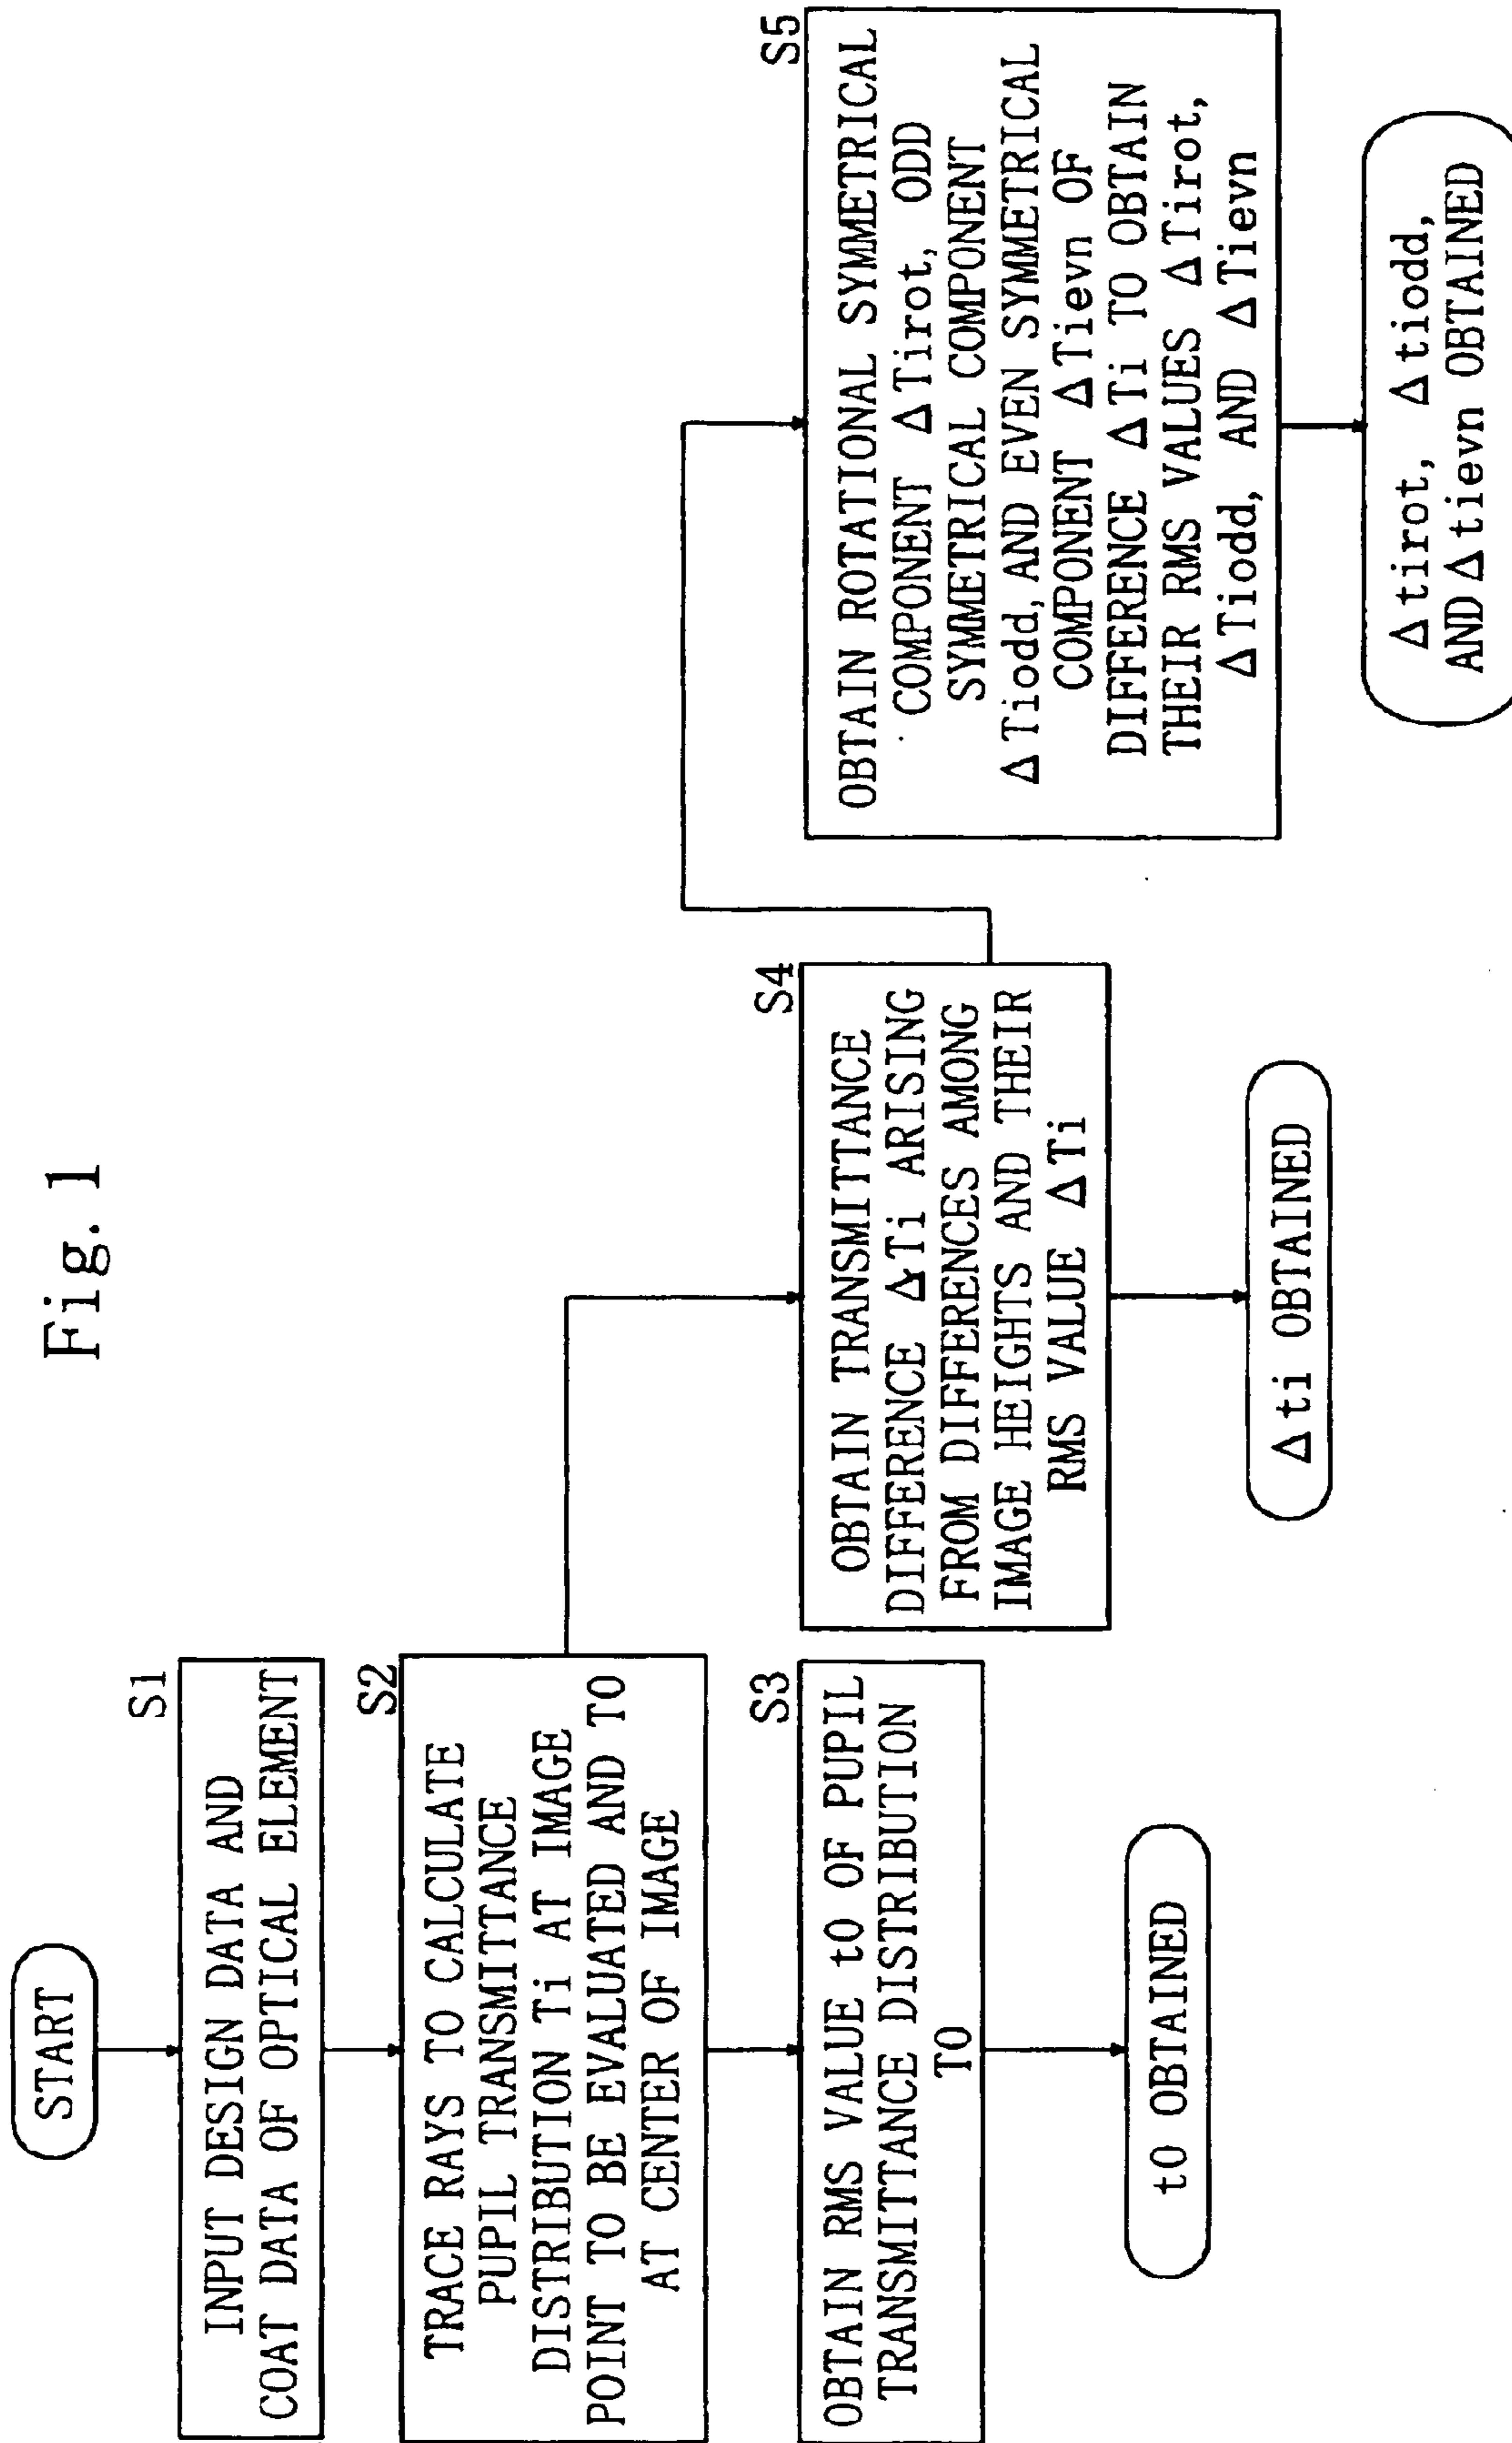 Fig. 1
START
S1
INPUT DESIGN DATA AND
COAT DATA OF OPTICAL ELEMENT
S2
TRACE RAYS TO CALCULATE
PUPIL TRANSMITTANCE
DISTRIBUTION Ti AT IMAGE
POINT TO BE EVALUATED AND TO
AT CENTER OF IMAGE
S3
OBTAIN RMS VALUE t0 OF PUPIL
TRANSMITTANCE DISTRIBUTION
TO
t0 OBTAINED
S4
OBTAIN TRANSMITTANCE
DIFFERENCE ΔTi ARISING
FROM DIFFERENCES AMONG
IMAGE HEIGHTS AND THEIR
RMS VALUE ΔTi
Δti OBTAINED
S5
OBTAIN ROTATIONAL SYMMETRICAL
COMPONENT ΔTirot, ODD
SYMMETRICAL COMPONENT
ΔTiodd, AND EVEN SYMMETRICAL
COMPONENT ΔTievn OF
DIFFERENCE ΔTi TO OBTAIN
THEIR RMS VALUES ΔTirot,
ΔTiodd, AND ΔTievn
Δtirot, Δtiodd,
AND Δtievn OBTAINED